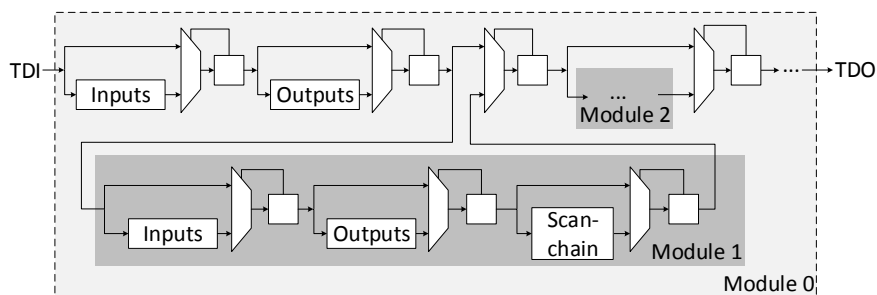 TDI
Inputs
Outputs
...
Module 2
...
TDO
Inputs
Outputs
Scan-
chain
Module 1
Module 0